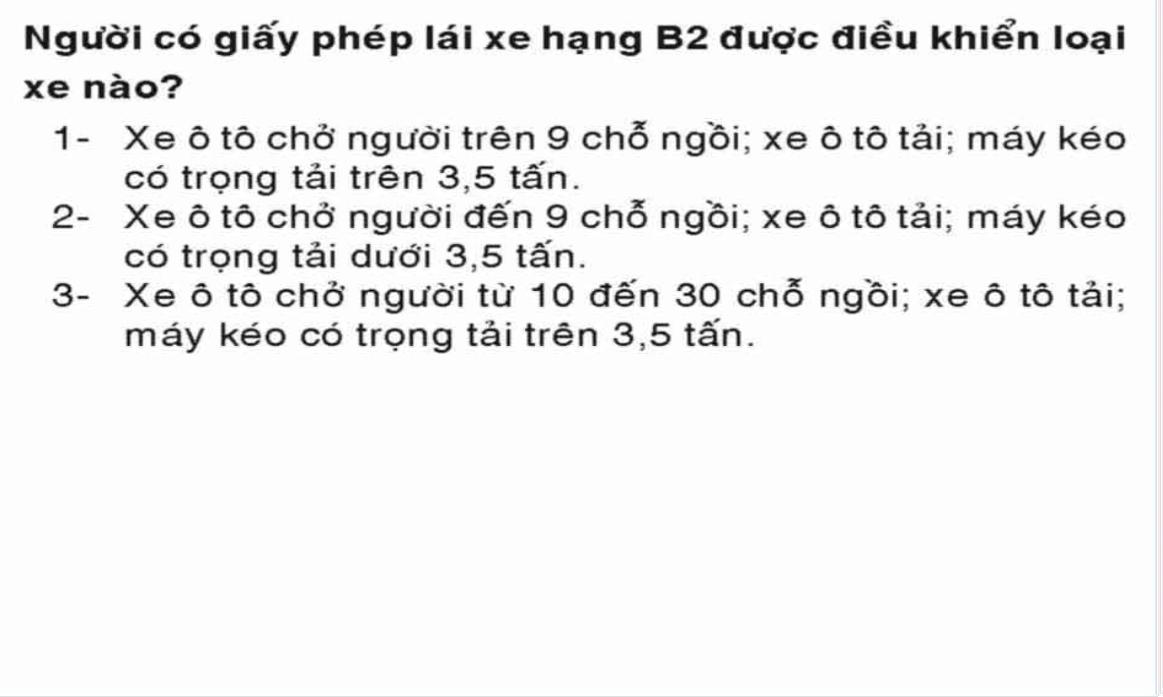 Người có giấy phép lái xe hạng B2 được điều khiển loại
xe nào?
1- Xe ô tô chở người trên 9 chỗ ngồi; xe ô tô tải; máy kéo
có trọng tải trên 3,5 tấn.
2- Xe ô tô chở người đến 9 chỗ ngồi; xe ô tô tải; máy kéo
có trọng tải dưới 3,5 tấn.
3- Xe ô tô chở người từ 10 đến 30 chỗ ngồi; xe ô tô tải;
máy kéo có trọng tải trên 3,5 tấn.